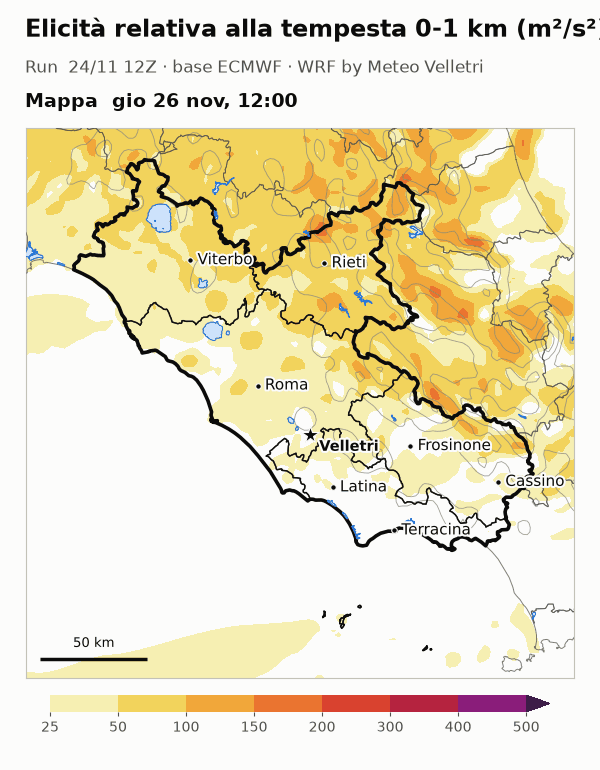 Elicità relativa alla tempesta 0-1 km (m²/s²)
Run  24/11 12Z · base ECMWF · WRF by Meteo Velletri
Mappa  gio 26 nov, 12:00
Viterbo
Rieti
Roma
Velletri
Frosinone
Cassino
Latina
Terracina
50 km
25 50 100 150 200 300 400 500